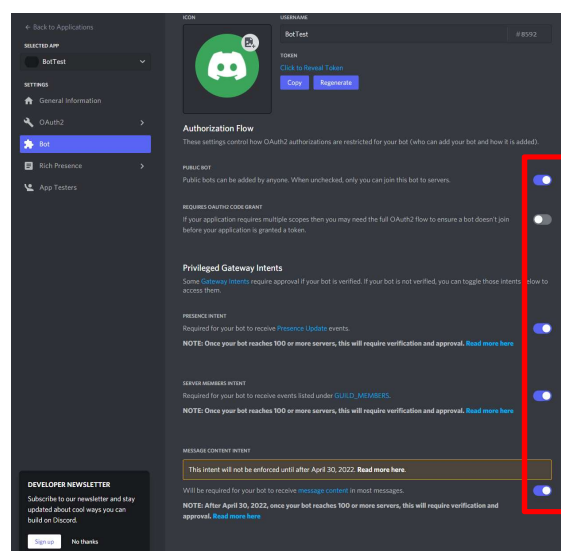 ← Back to Applications
SELECTED APP
BotTest
SETTINGS
General Information
OAuth2
Bot
Rich Presence
App Testers
DEVELOPER NEWSLETTER
Subscribe to our newsletter and stay
updated about cool ways you can
build on Discord.
Sign up No thanks
ICON
USERNAME
BotTest #8592
TOKEN
Click to Reveal Token
Copy Regenerate
Authorization Flow
These settings control how OAuth2 authorizations are restricted for your bot (who can add your bot and how it is added).
PUBLIC BOT
Public bots can be added by anyone. When unchecked, only you can join this bot to servers.
REQUIRES OAUTH2 CODE GRANT
If your application requires multiple scopes then you may need the full OAuth2 flow to ensure a bot doesn't join
before your application is granted a token.
Privileged Gateway Intents
Some Gateway Intents require approval if your bot is verified. If your bot is not verified, you can toggle those intents below to
access them.
PRESENCE INTENT
Required for your bot to receive Presence Update events.
NOTE: Once your bot reaches 100 or more servers, this will require verification and approval. Read more here
SERVER MEMBERS INTENT
Required for your bot to receive events listed under GUILD_MEMBERS.
NOTE: Once your bot reaches 100 or more servers, this will require verification and approval. Read more here
MESSAGE CONTENT INTENT
This intent will not be enforced until after April 30, 2022. Read more here.
Will be required for your bot to receive message content in most messages.
NOTE: After April 30, 2022, once your bot reaches 100 or more servers, this will require verification and
approval. Read more here